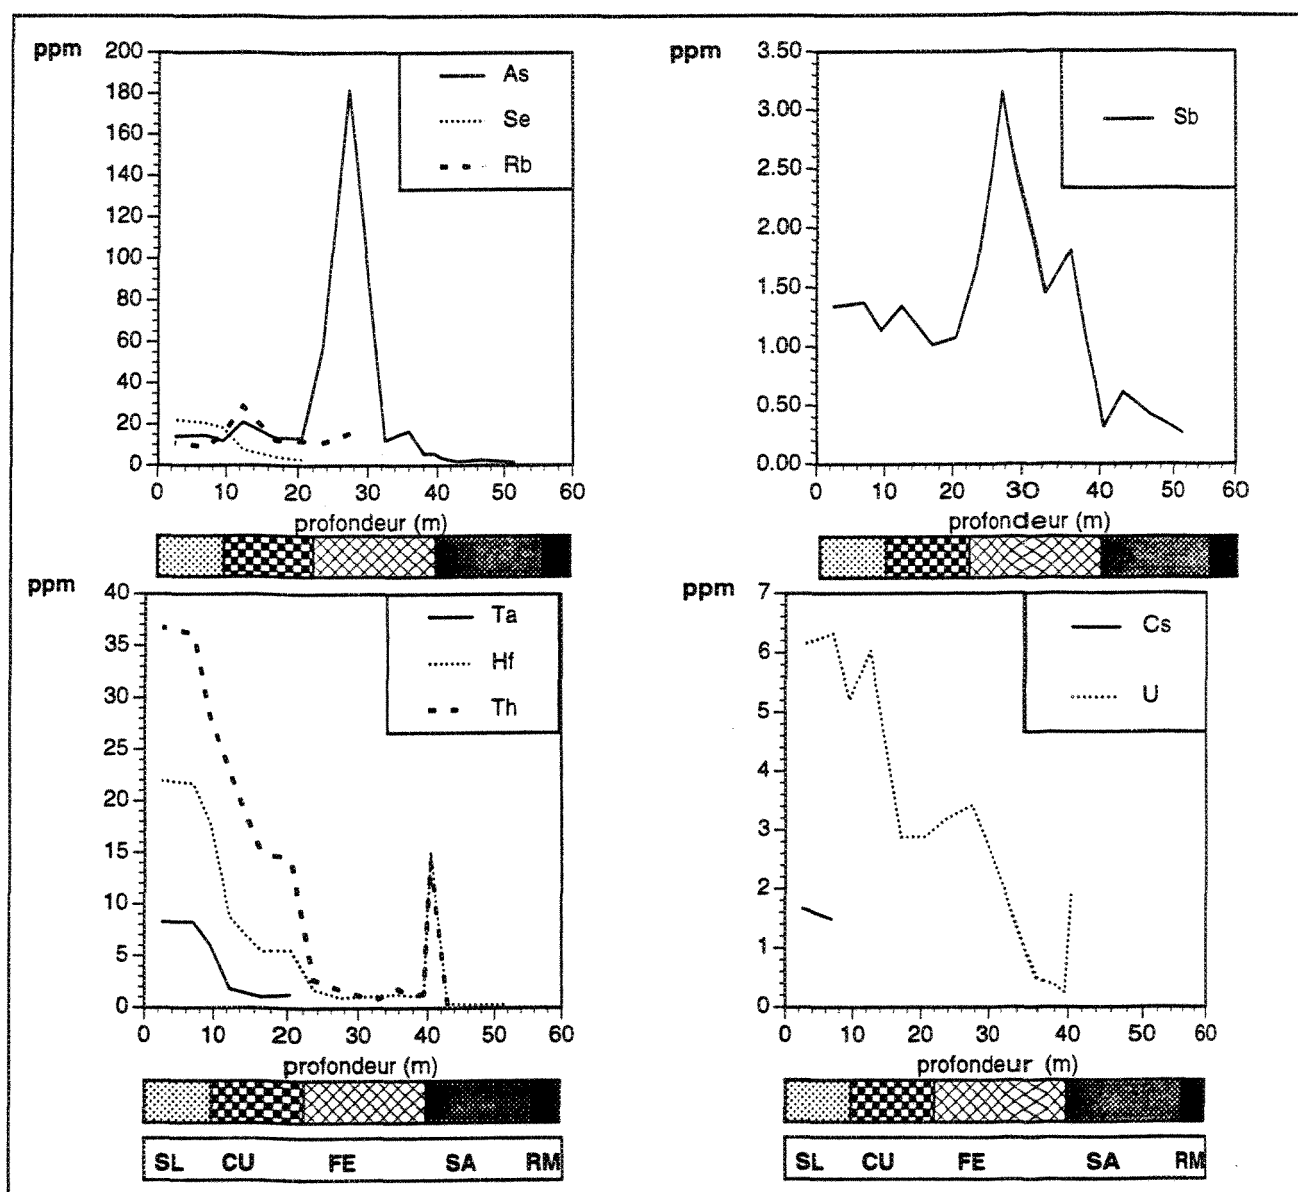 ppm
200
180
160
140
120
100
80
60
40
20
0
As
Se
Rb
0 10 20 30 40 50 60
profondeur (m)
ppm
3.50
3.00
2.50
2.00
1.50
1.00
0.50
0.00
Sb
0 10 20 30 40 50 60
profondeur (m)
ppm
40
35
30
25
20
15
10
5
0
Ta
Hf
Th
0 10 20 30 40 50 60
profondeur (m)
SL CU FE SA RM
ppm
7
6
5
4
3
2
1
0
Cs
U
0 10 20 30 40 50 60
profondeur (m)
SL CU FE SA RM